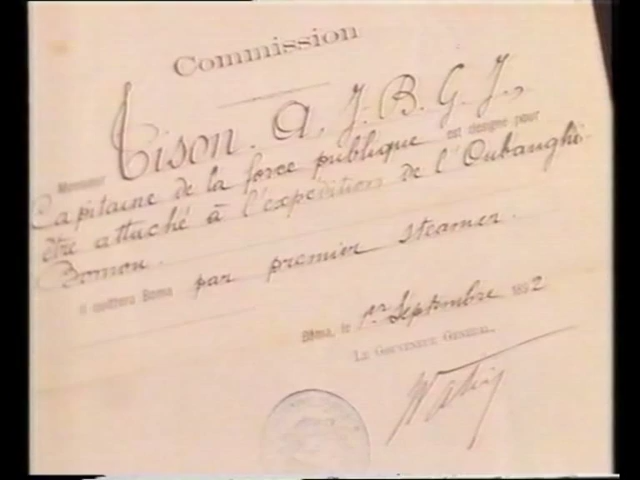 Commission
Monsieur Tison. A. J. B. G. J.,
Capitaine de la force publique est désigné pour
être attaché à l'expédition de l'Oubanghi-
Bomou.
Il quittera Boma par premier steamer.
Boma, le 1er Septembre 1892
LE GOUVERNEUR GÉNÉRAL,
Wahis